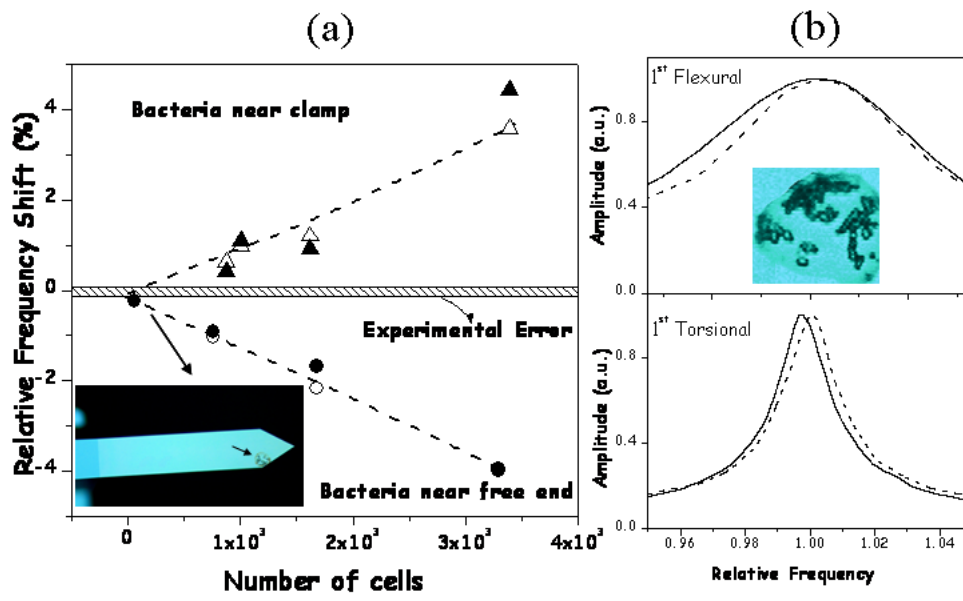 (a)
Relative Frequency Shift (%)
4
2
0
-2
-4
Bacteria near clamp
Experimental Error
Bacteria near free end
0
1x10³
2x10³
3x10³
4x10³
Number of cells
(b)
1st Flexural
Amplitude (a.u.)
0.8
0.4
0.0
1st Torsional
Amplitude (a.u.)
0.8
0.4
0.0
0.96
0.98
1.00
1.02
1.04
Relative Frequency